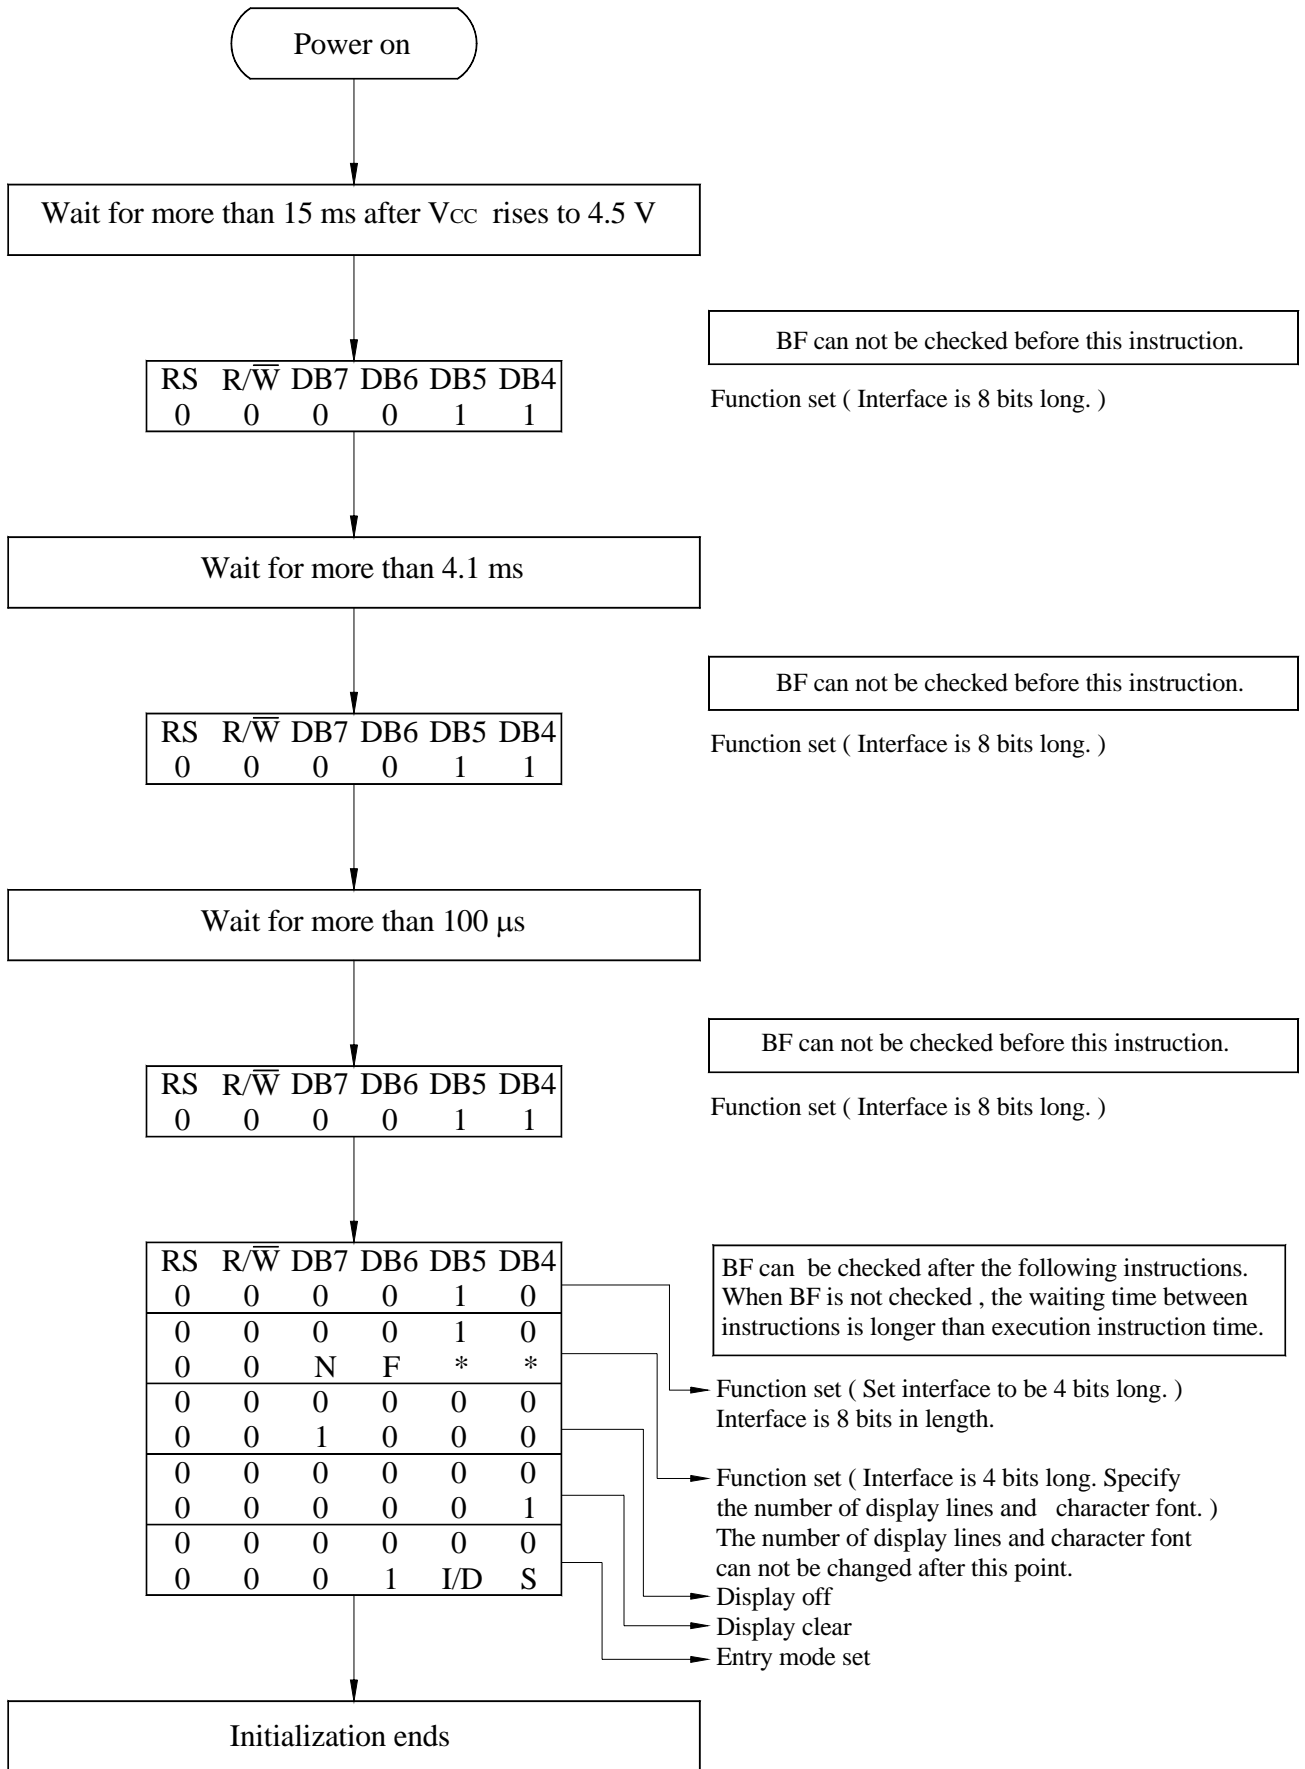 Power on
Wait for more than 15 ms after VCC rises to 4.5 V
BF can not be checked before this instruction.
RS R/W̅ DB7 DB6 DB5 DB4
0 0 0 0 1 1
Function set ( Interface is 8 bits long. )
Wait for more than 4.1 ms
BF can not be checked before this instruction.
RS R/W̅ DB7 DB6 DB5 DB4
0 0 0 0 1 1
Function set ( Interface is 8 bits long. )
Wait for more than 100 μs
BF can not be checked before this instruction.
RS R/W̅ DB7 DB6 DB5 DB4
0 0 0 0 1 1
Function set ( Interface is 8 bits long. )
RS R/W̅ DB7 DB6 DB5 DB4
0 0 0 0 1 0
0 0 0 0 1 0
0 0 N F * *
0 0 0 0 0 0
0 0 1 0 0 0
0 0 0 0 0 0
0 0 0 0 0 1
0 0 0 0 0 0
0 0 0 1 I/D S
BF can be checked after the following instructions.
When BF is not checked , the waiting time between
instructions is longer than execution instruction time.
Function set ( Set interface to be 4 bits long. )
Interface is 8 bits in length.
Function set ( Interface is 4 bits long. Specify
the number of display lines and character font. )
The number of display lines and character font
can not be changed after this point.
Display off
Display clear
Entry mode set
Initialization ends